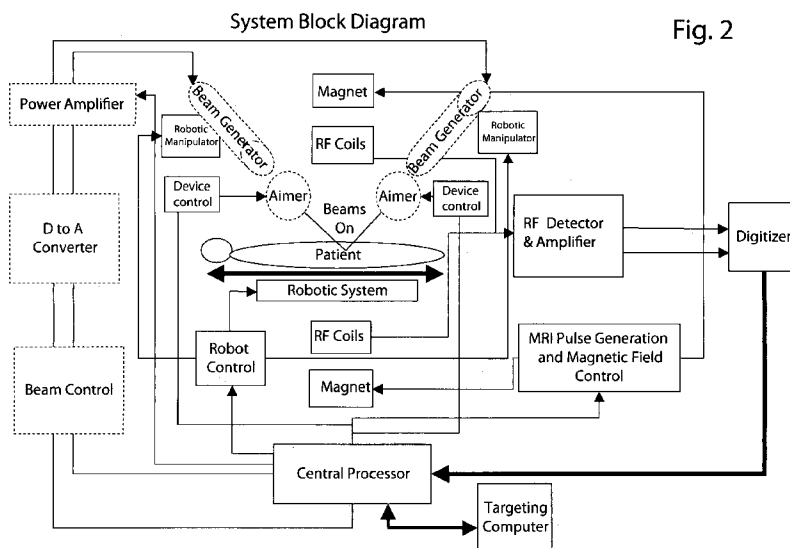 System Block Diagram
Fig. 2
Power Amplifier
Beam Generator
Robotic
Manipulator
Magnet
RF Coils
Beam Generator
Robotic
Manipulator
Device
control
Aimer
Beams
On
Aimer
Device
control
D to A
Converter
RF Detector
& Amplifier
Digitizer
Patient
Robotic System
RF Coils
Robot
Control
MRI Pulse Generation
and Magnetic Field
Control
Beam Control
Magnet
Central Processor
Targeting
Computer